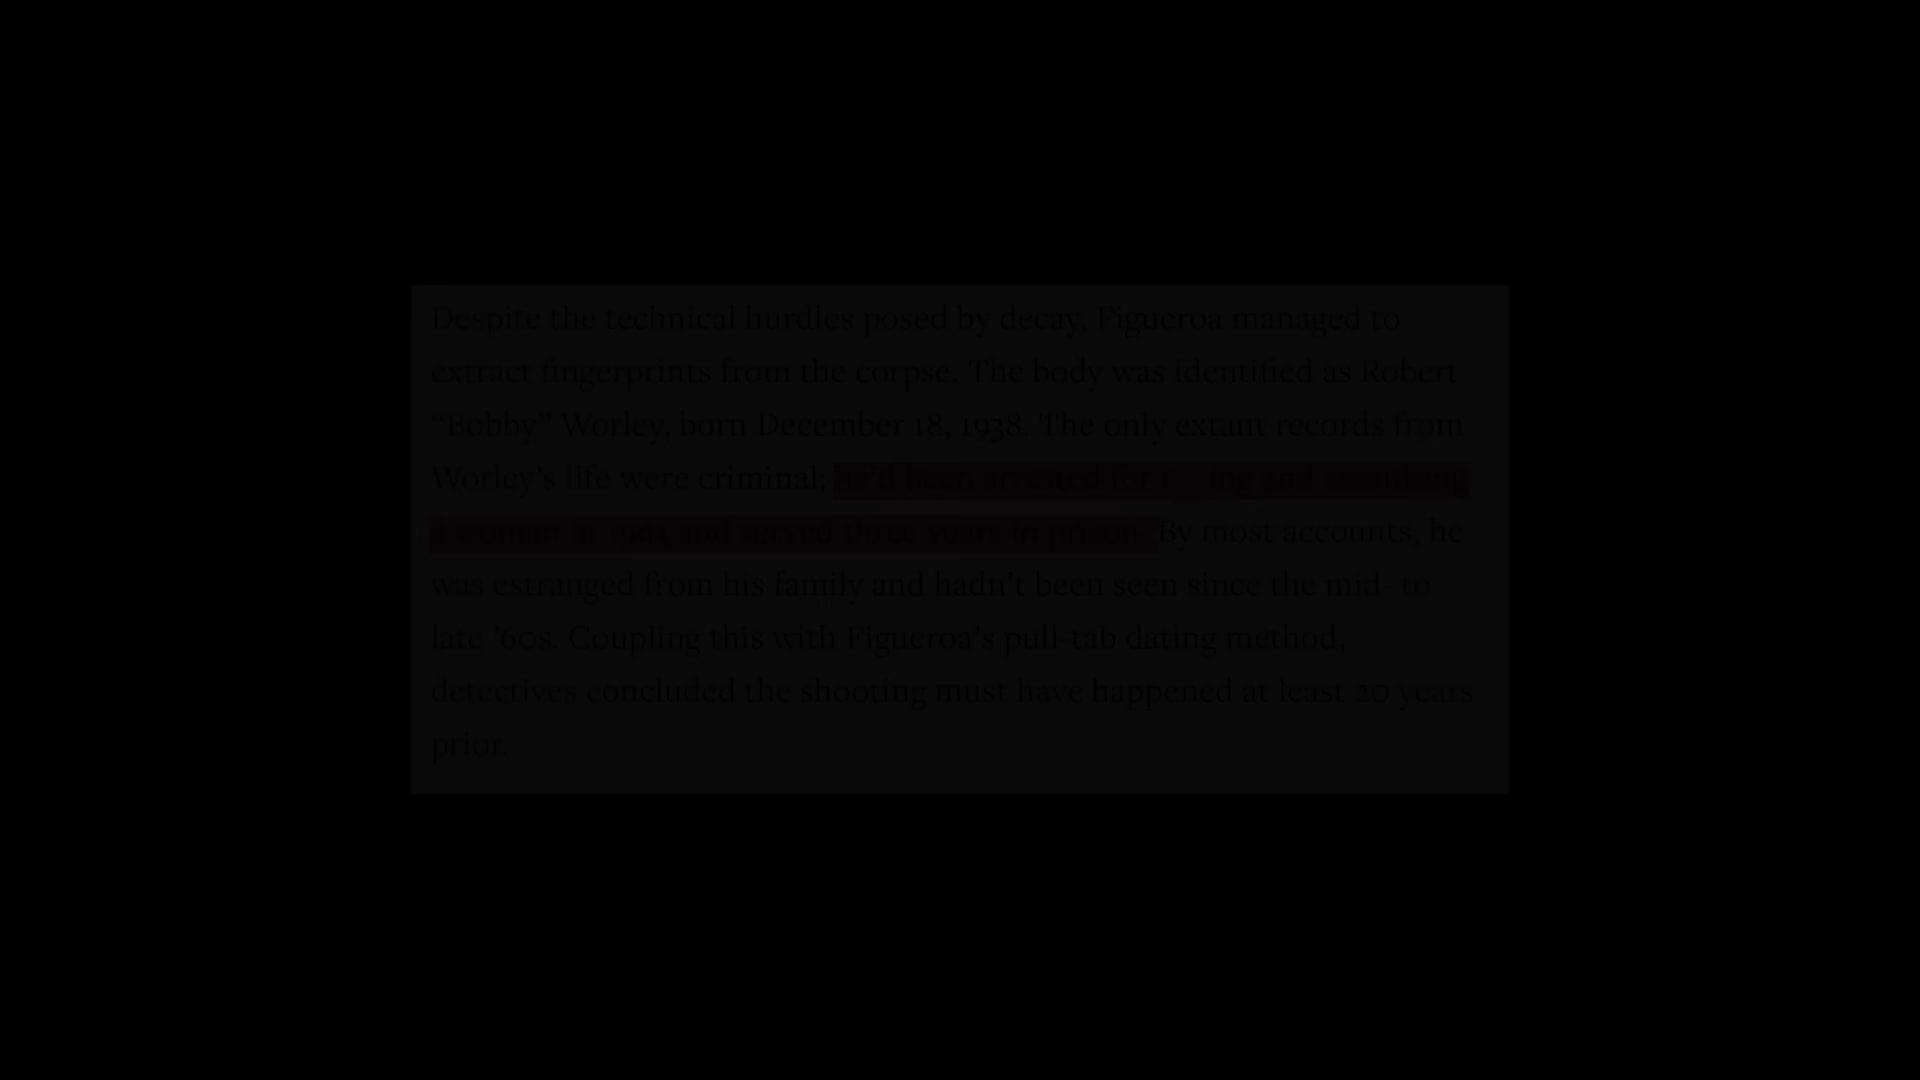 Despite the technical hurdles posed by decay, Figueroa managed to
extract fingerprints from the corpse. The body was identified as Robert
“Bobby” Worley, born December 18, 1938. The only extant records from
Worley’s life were criminal; he’d been arrested for r ing and assaulting
a woman in 1963 and served three years in prison. By most accounts, he
was estranged from his family and hadn’t been seen since the mid- to
late ’60s. Coupling this with Figueroa’s pull-tab dating method,
detectives concluded the shooting must have happened at least 20 years
prior.